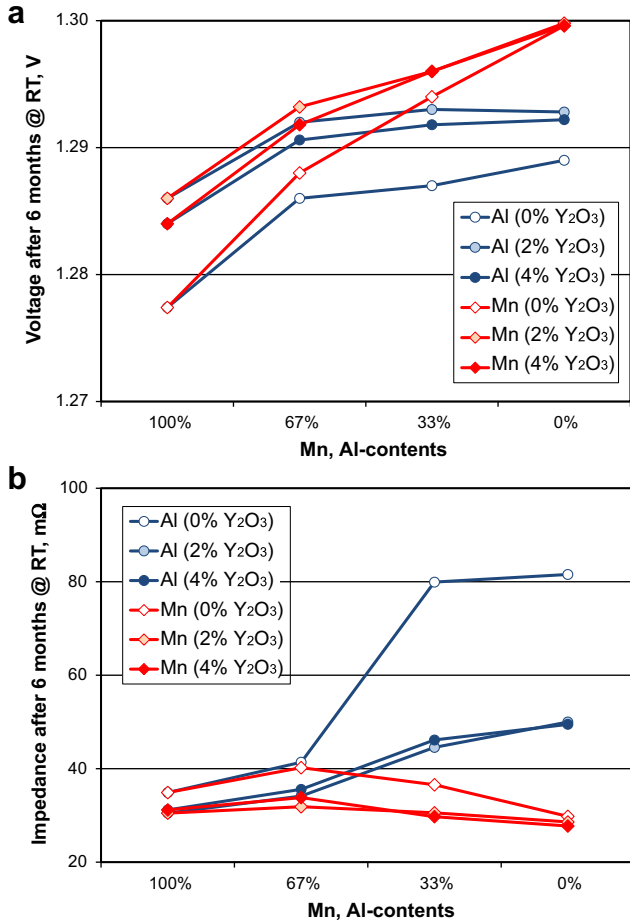 a
1.30
1.29
1.28
1.27
Voltage after 6 months @ RT, V
Al (0% Y₂O₃)
Al (2% Y₂O₃)
Al (4% Y₂O₃)
Mn (0% Y₂O₃)
Mn (2% Y₂O₃)
Mn (4% Y₂O₃)
100% 67% 33% 0%
Mn, Al-contents
b
100
80
60
40
20
Impedance after 6 months @ RT, mΩ
Al (0% Y₂O₃)
Al (2% Y₂O₃)
Al (4% Y₂O₃)
Mn (0% Y₂O₃)
Mn (2% Y₂O₃)
Mn (4% Y₂O₃)
100% 67% 33% 0%
Mn, Al-contents